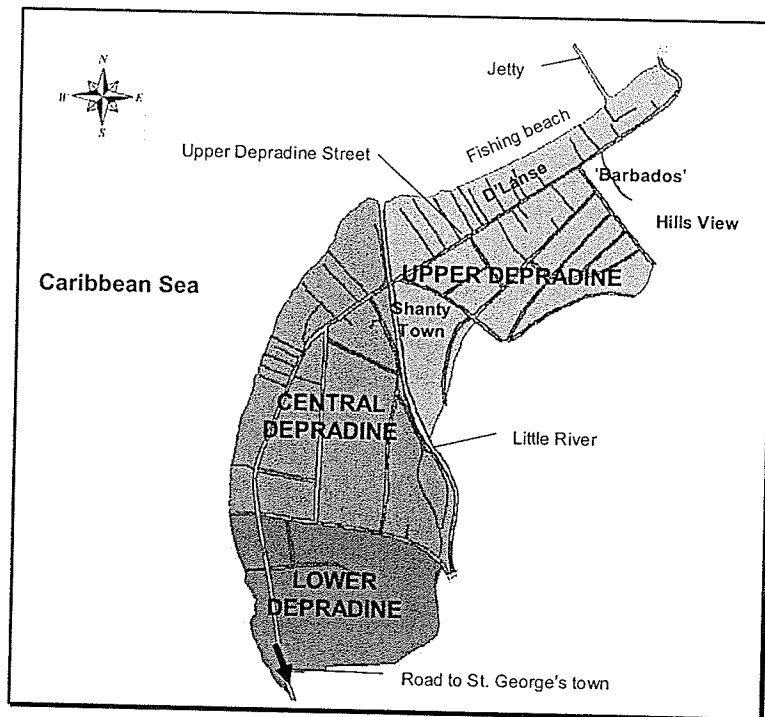 N
W E
S
Jetty
Fishing beach
Upper Depradine Street
D'Lanse
'Barbados'
Hills View
Caribbean Sea
UPPER DEPRADINE
Shanty
Town
CENTRAL
DEPRADINE
Little River
LOWER
DEPRADINE
Road to St. George's town